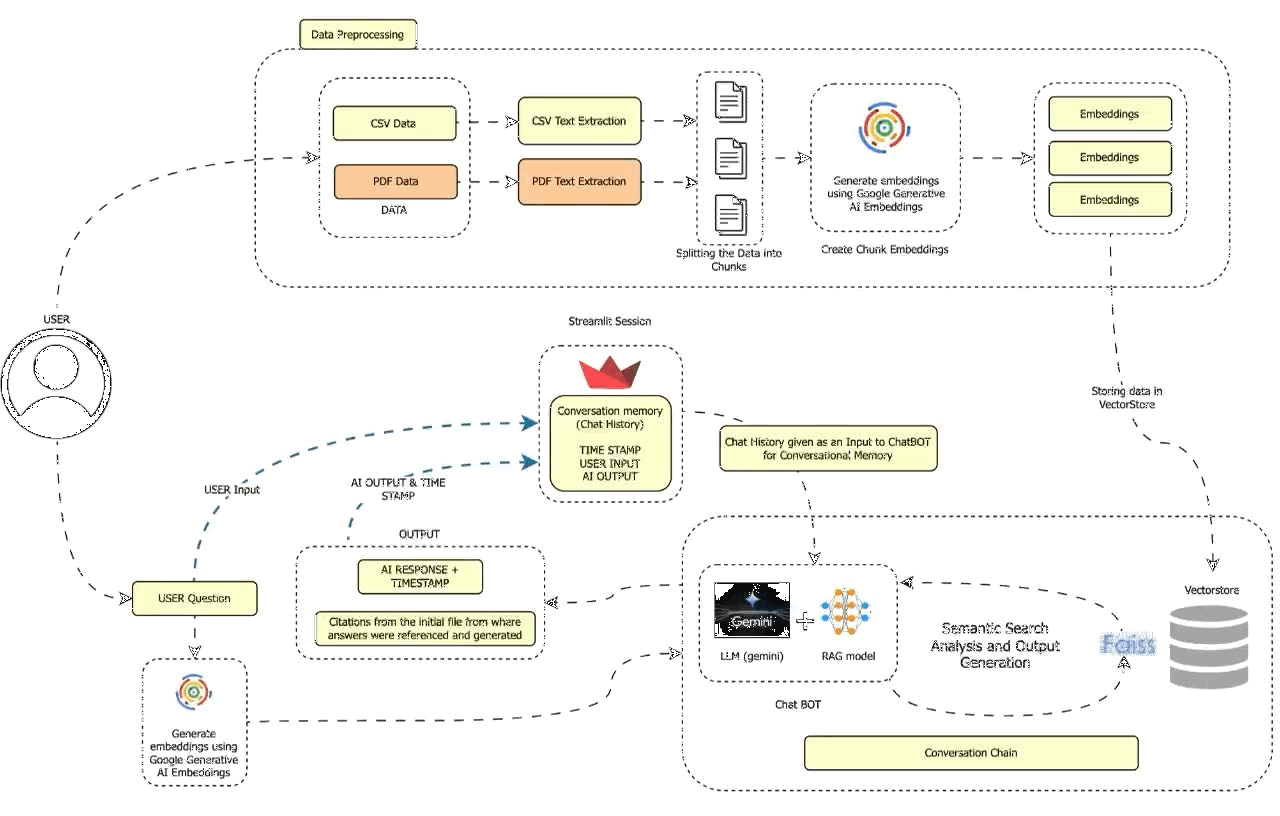 Data Preprocessing
CSV Data
CSV Text Extraction
PDF Data
PDF Text Extraction
DATA
Splitting the Data into
Chunks
Generate embeddings
using Google Generative
AI Embeddings
Create Chunk Embeddings
Embeddings
Embeddings
Embeddings
USER
Streamlit Session
Conversation memory
(Chat History)
TIME STAMP
USER INPUT
AI OUTPUT
Storing data in
VectorStore
Chat History given as an Input to ChatBOT
for Conversational Memory
USER Input
AI OUTPUT & TIME
STAMP
OUTPUT
AI RESPONSE +
TIMESTAMP
Citations from the initial file from where
answers were referenced and generated
USER Question
Generate
embeddings using
Google Generative
AI Embeddings
Gemini
LLM (gemini)
RAG model
Chat BOT
Semantic Search
Analysis and Output
Generation
Faiss
Vectorstore
Conversation Chain